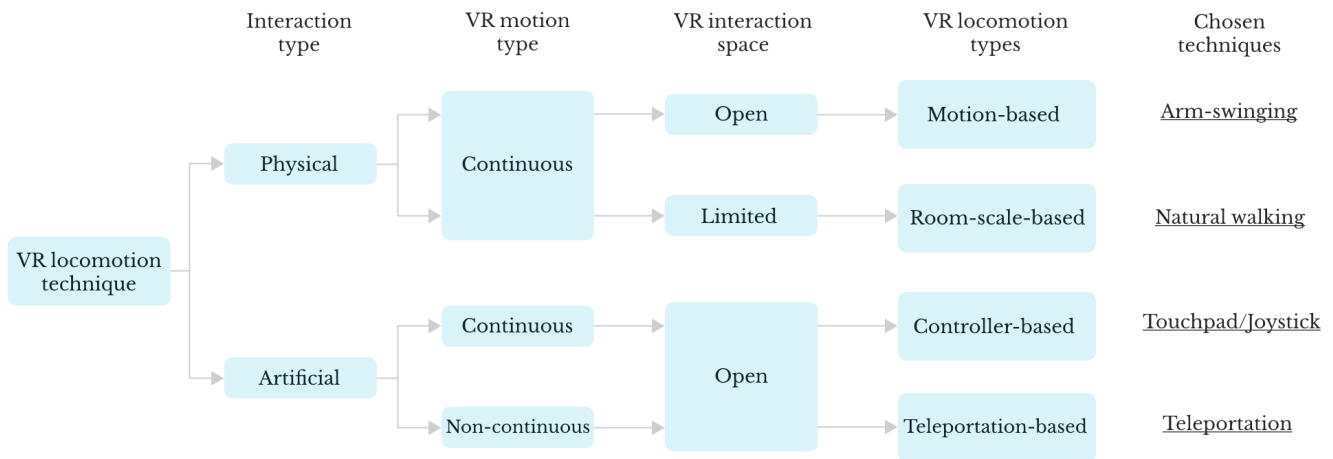 Interaction
type
VR motion
type
VR interaction
space
VR locomotion
types
Chosen
techniques
Open
Motion-based
Arm-swinging
Physical
Continuous
Limited
Room-scale-based
Natural walking
VR locomotion
technique
Continuous
Controller-based
Touchpad/Joystick
Artificial
Open
Non-continuous
Teleportation-based
Teleportation